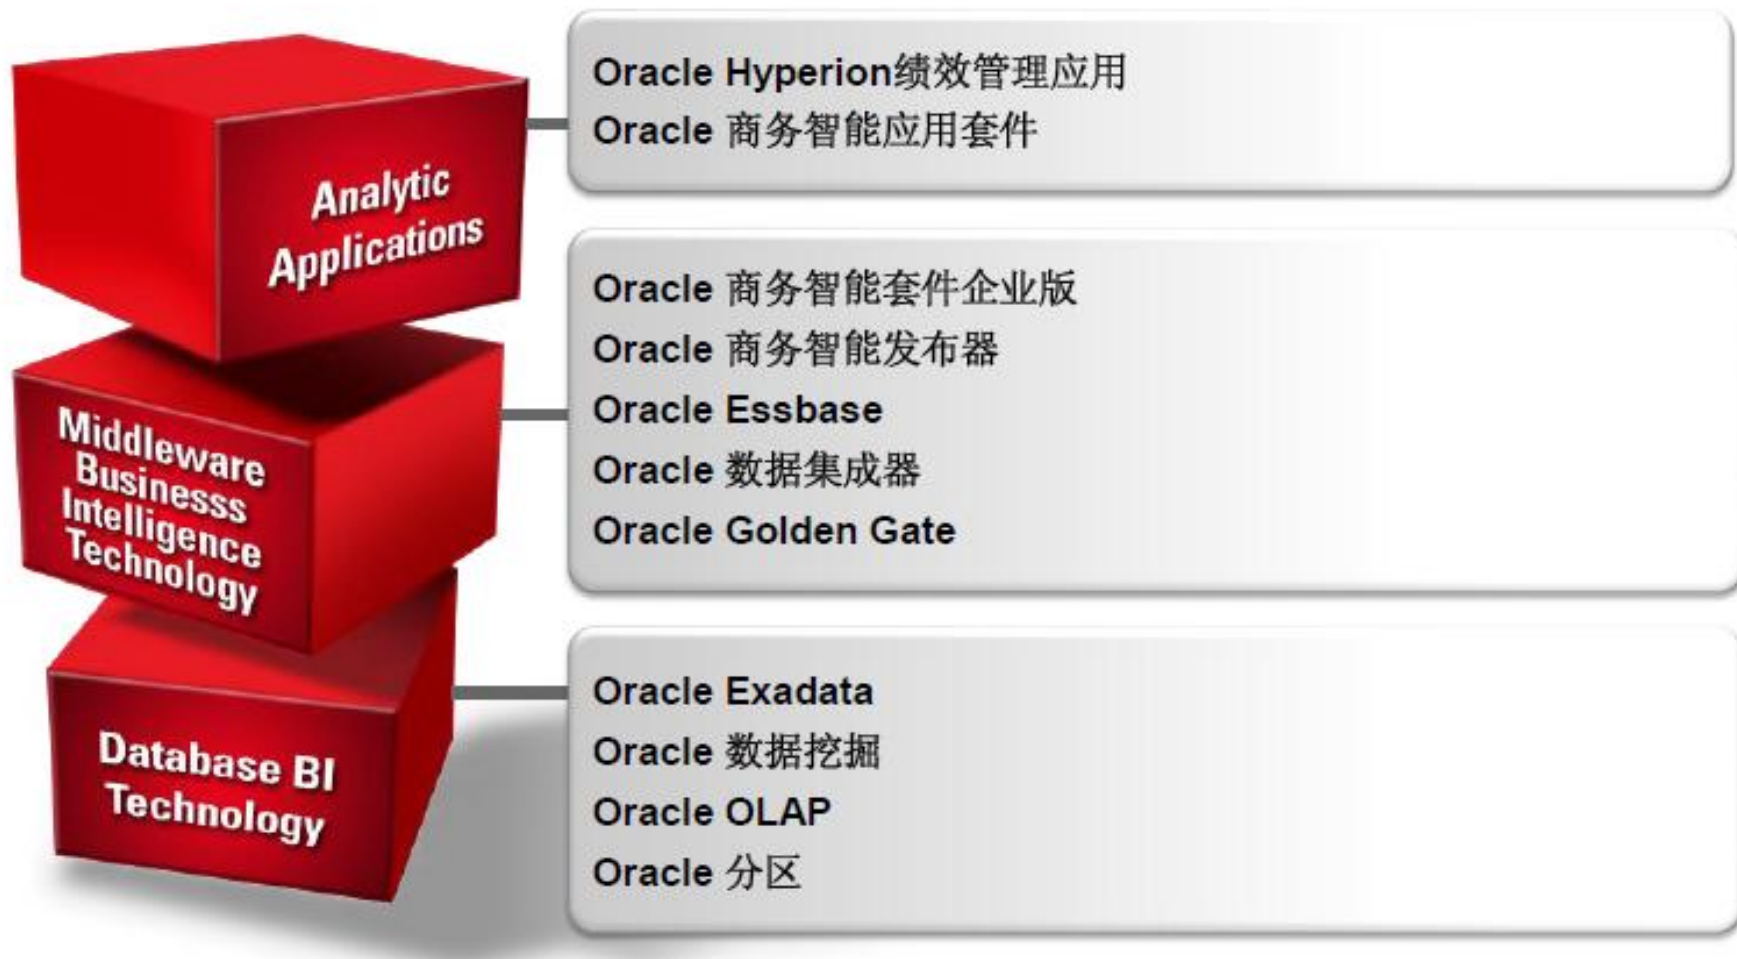 Analytic
Applications
Oracle Hyperion绩效管理应用
Oracle 商务智能应用套件
Middleware
Businesss
Intelligence
Technology
Oracle 商务智能套件企业版
Oracle 商务智能发布器
Oracle Essbase
Oracle 数据集成器
Oracle Golden Gate
Database BI
Technology
Oracle Exadata
Oracle 数据挖掘
Oracle OLAP
Oracle 分区